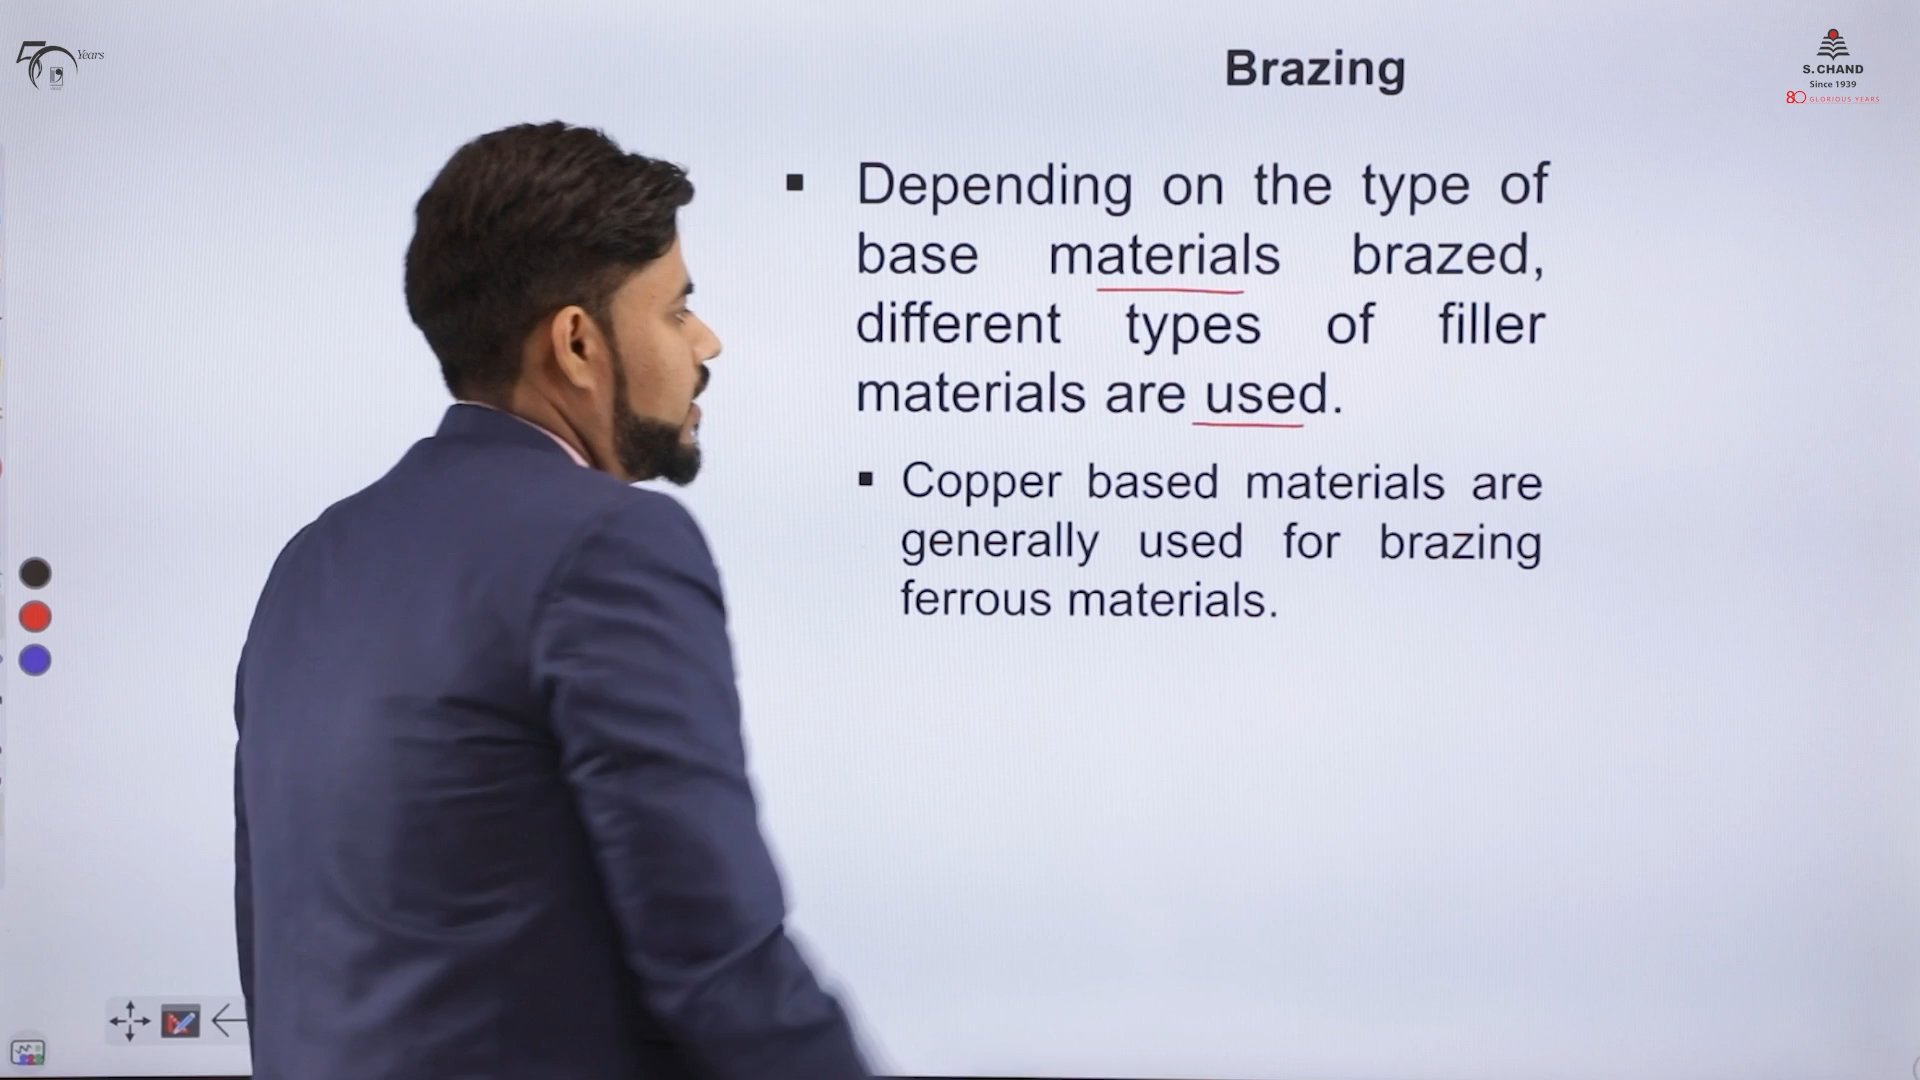 50 Years
Brazing
S. CHAND
Since 1939
80 GLORIOUS YEARS
▪ Depending on the type of
base materials brazed,
different types of filler
materials are used.
▪ Copper based materials are
generally used for brazing
ferrous materials.